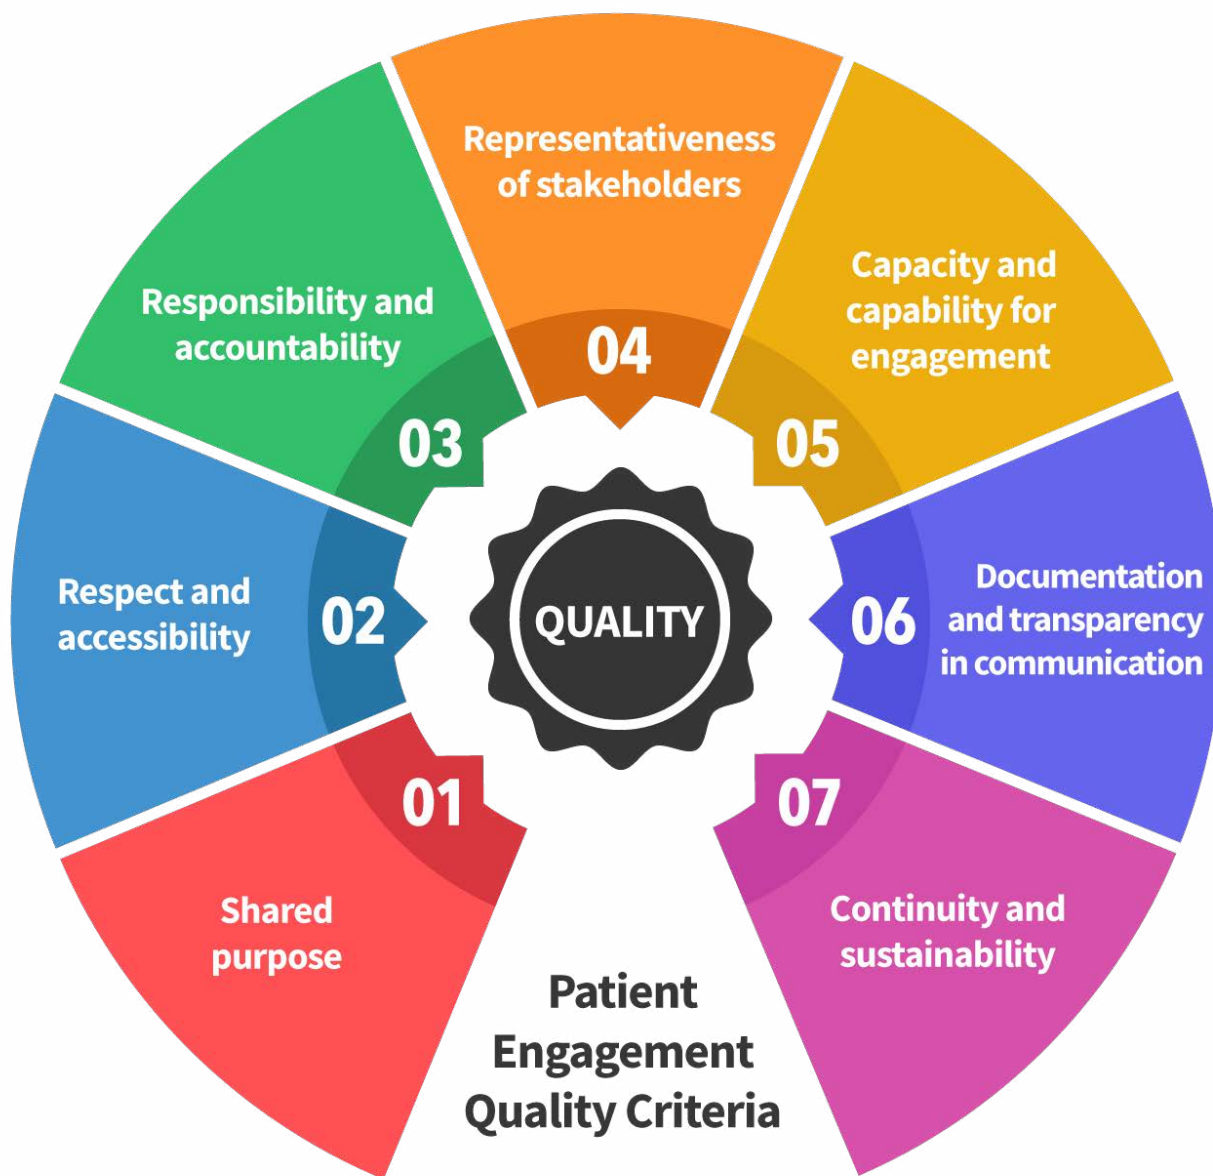 Representativeness
of stakeholders
Capacity and
capability for
engagement
Responsibility and
accountability
04
03
05
Respect and
accessibility
02
QUALITY
06
Documentation
and transparency
in communication
01
07
Shared
purpose
Continuity and
sustainability
Patient
Engagement
Quality Criteria